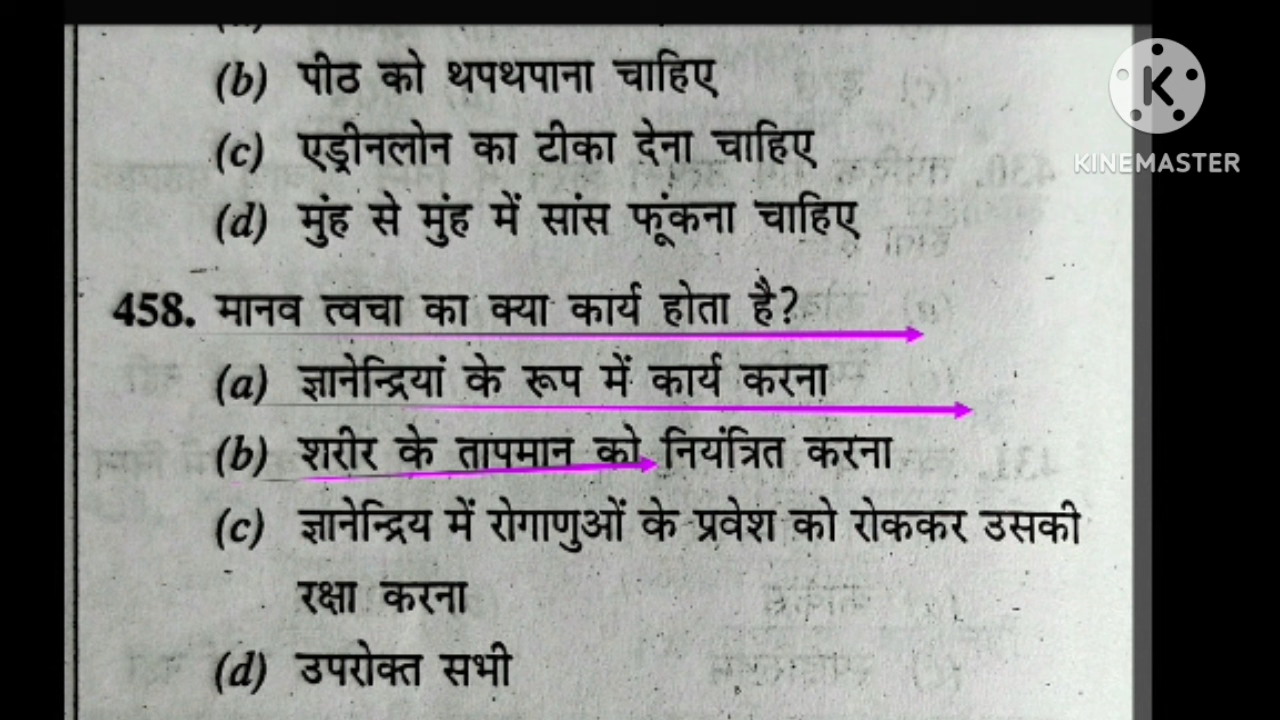 (b) पीठ को थपथपाना चाहिए
(c) एड्रीनलोन का टीका देना चाहिए
(d) मुंह से मुंह में सांस फूंकना चाहिए
458. मानव त्वचा का क्या कार्य होता है?
(a) ज्ञानेन्द्रियां के रूप में कार्य करना
(b) शरीर के तापमान को नियंत्रित करना
(c) ज्ञानेन्द्रिय में रोगाणुओं के प्रवेश को रोककर उसकी
रक्षा करना
(d) उपरोक्त सभी
KINEMASTER